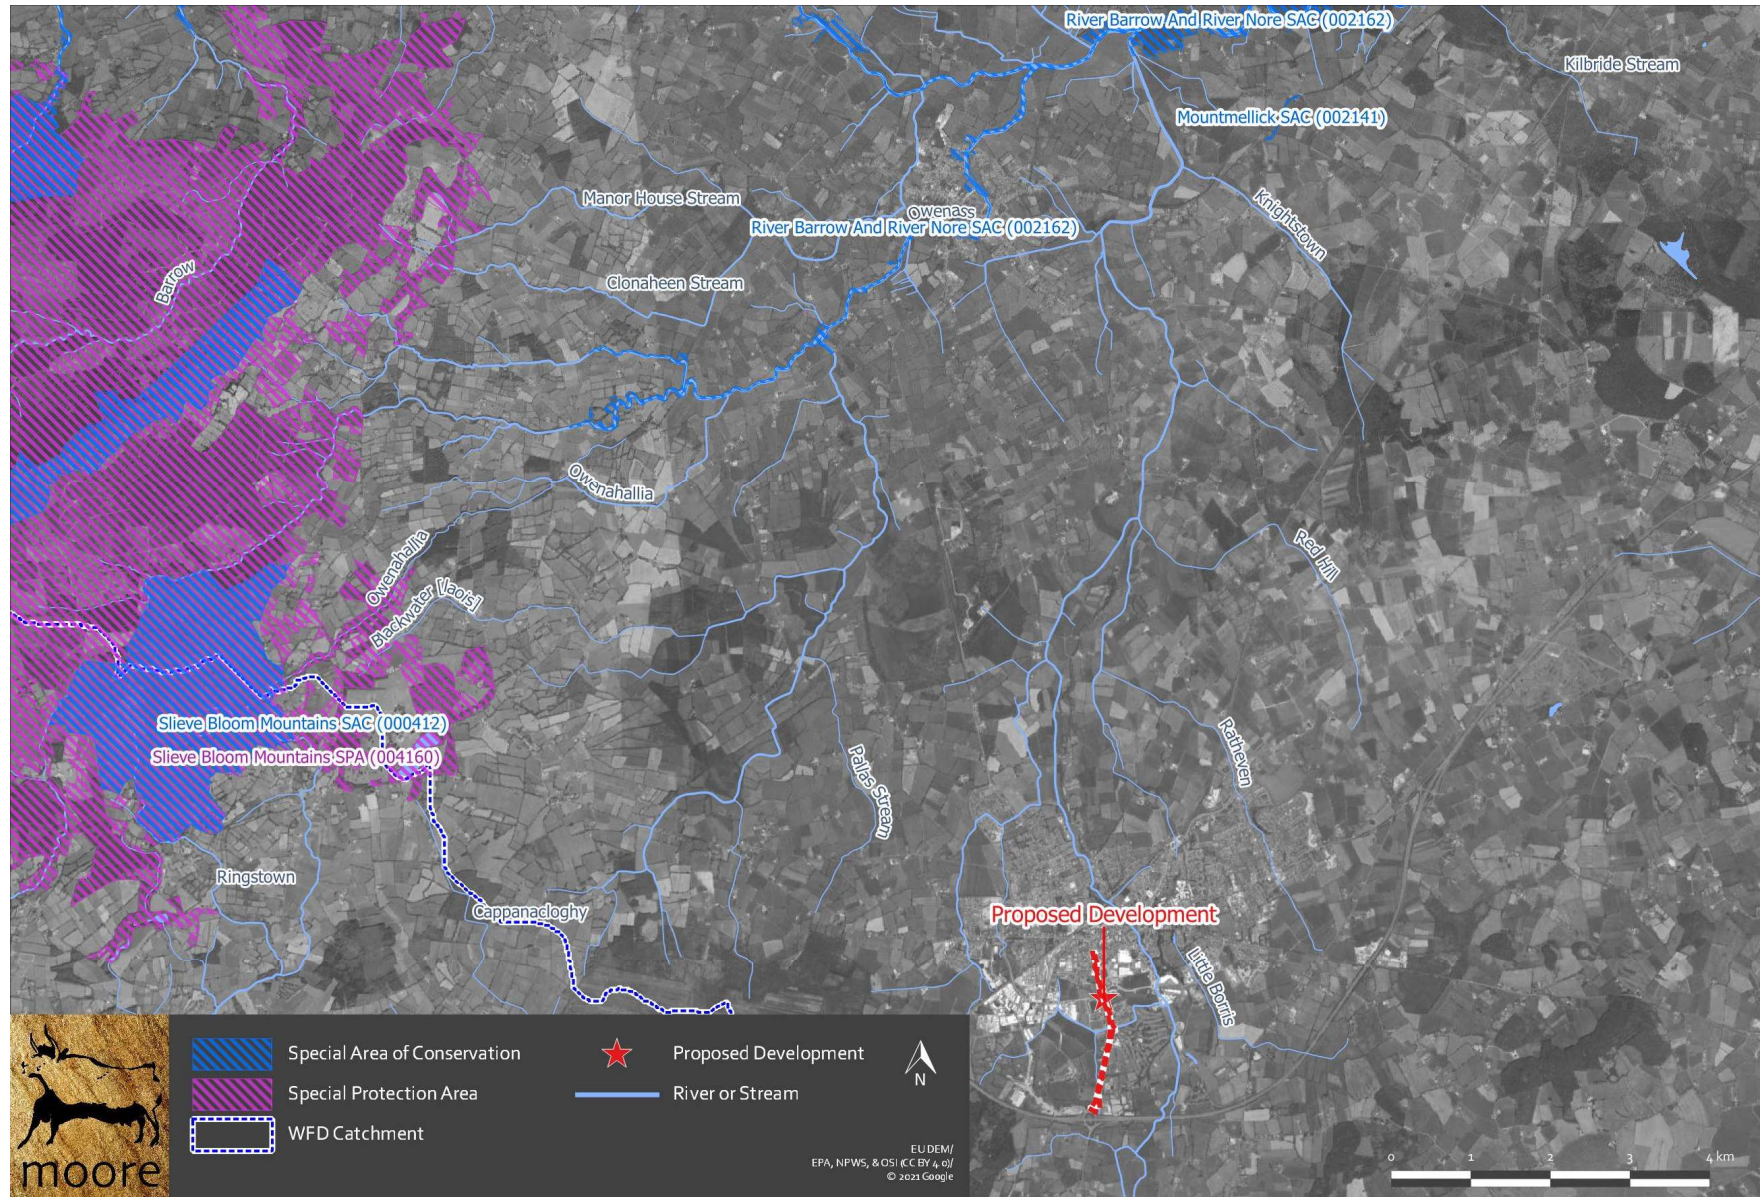 River Barrow And River Nore SAC (002162)
Kilbride Stream
Mountmellick SAC (002141)
Manor House Stream
Knightstown
Owenass
River Barrow And River Nore SAC (002162)
Barrow
Clonaheen Stream
Owenahallia
Owenahallia
Red Hill
Blackwater [laois]
Slieve Bloom Mountains SAC (000412)
Slieve Bloom Mountains SPA (004160)
Ratheven
Pallas Stream
Ringstown
Cappanacloghy
Proposed Development
Little Borris
Special Area of Conservation
Proposed Development
Special Protection Area
River or Stream
N
WFD Catchment
EU DEM/
EPA, NPWS, & OSI (CC BY 4.0)/
© 2021 Google
moore
0 1 2 3 4 km